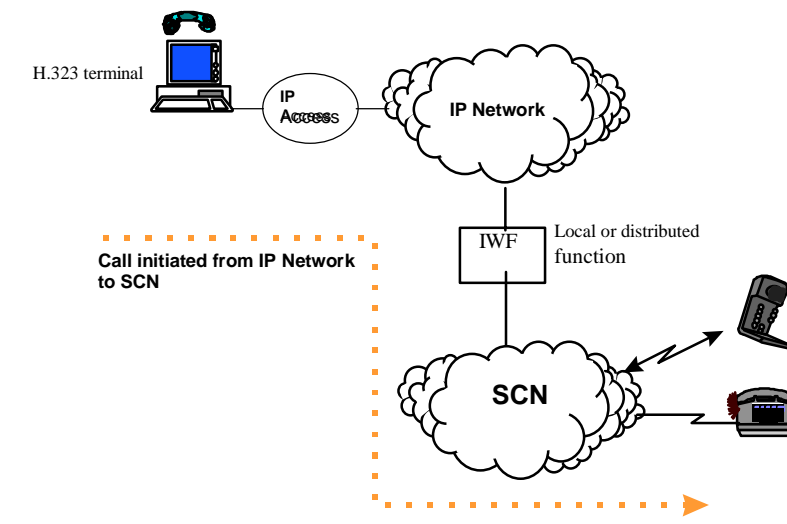 H.323 terminal
IP
Access
IP Network
IWF
Local or distributed
function
Call initiated from IP Network
to SCN
SCN